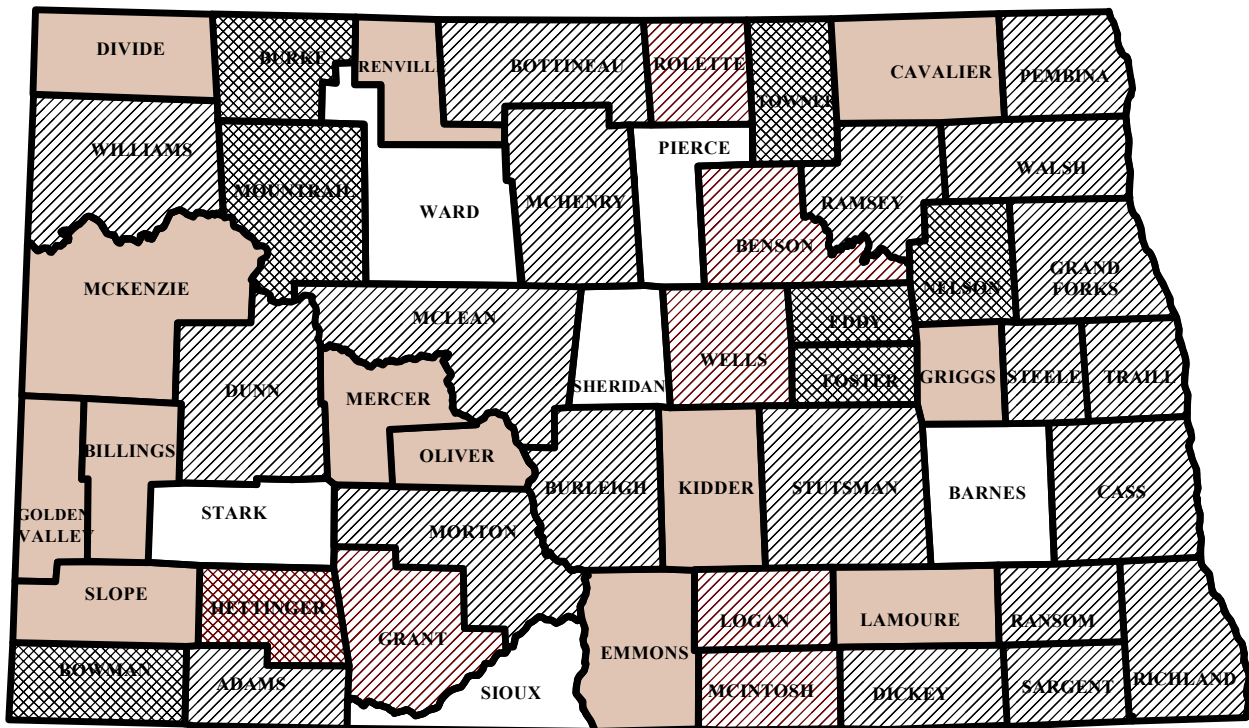 DIVIDE
BURKE
RENVILLE
BOTTINEAU
ROLETTE
TOWNER
CAVALIER
PEMBINA
WILLIAMS
MOUNTRAIL
WARD
MCHENRY
PIERCE
BENSON
RAMSEY
WALSH
MCKENZIE
MCLEAN
SHERIDAN
WELLS
EDDY
FOSTER
NELSON
GRAND
FORKS
DUNN
MERCER
OLIVER
GRIGGS
STEELE
TRAILL
GOLDEN
VALLEY
BILLINGS
STARK
MORTON
BURLEIGH
KIDDER
STUTSMAN
BARNES
CASS
SLOPE
HETTINGER
GRANT
EMMONS
LOGAN
LAMOURE
RANSOM
RICHLAND
BOWMAN
ADAMS
SIOUX
MCINTOSH
DICKEY
SARGENT